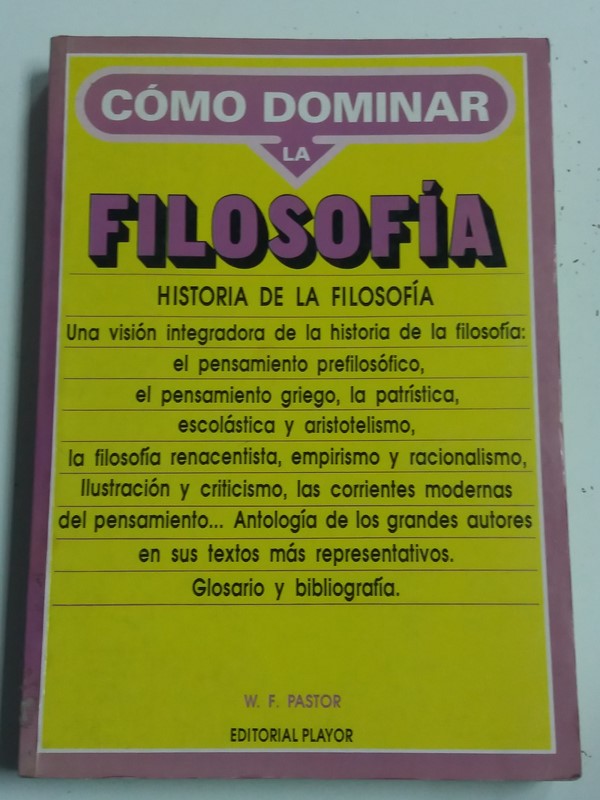 CÓMO DOMINAR
LA
FILOSOFÍA
HISTORIA DE LA FILOSOFÍA
Una visión integradora de la historia de la filosofía:
el pensamiento prefilosófico,
el pensamiento griego, la patrística,
escolástica y aristotelismo,
la filosofía renacentista, empirismo y racionalismo,
Ilustración y criticismo, las corrientes modernas
del pensamiento... Antología de los grandes autores
en sus textos más representativos.
Glosario y bibliografía.
W. F. PASTOR
EDITORIAL PLAYOR